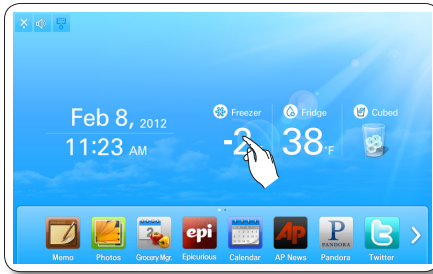 Feb 8, 2012
11:23 AM
Freezer
-2
Fridge
38 °F
Cubed
epi
AP
P
PANDORA
Memo
Photos
Grocery Mgr.
Epicurious
Calendar
AP News
Pandora
Twitter